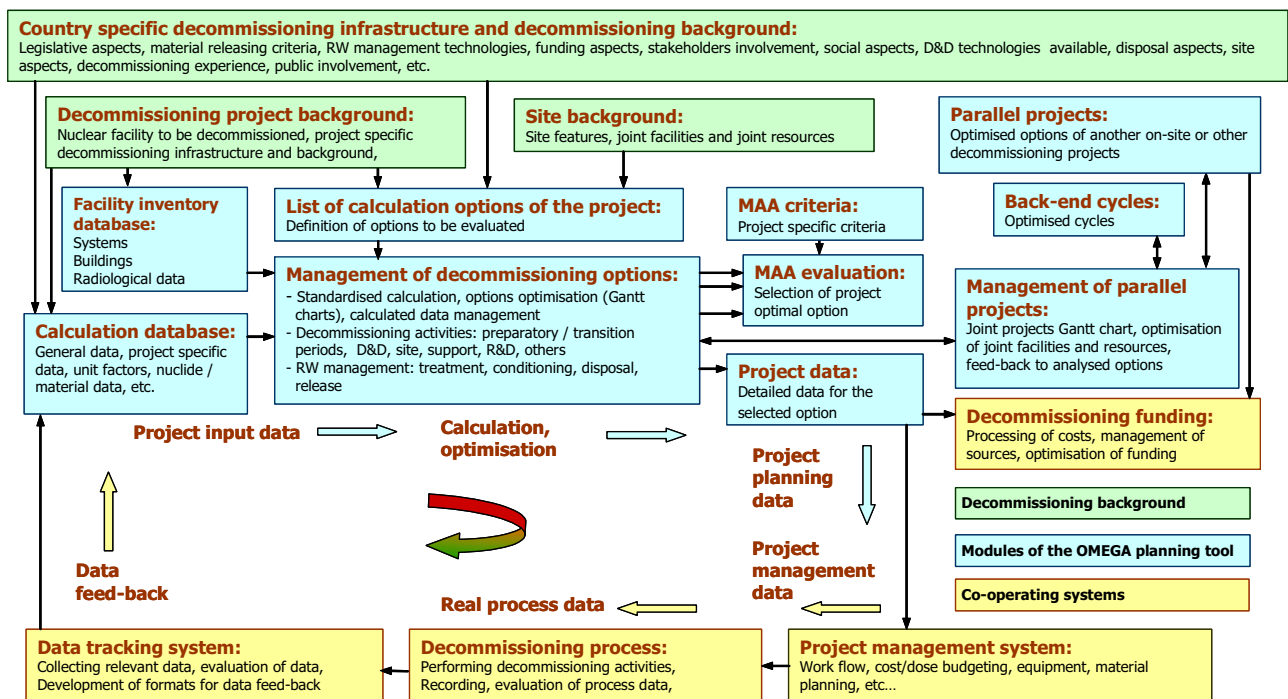 Country specific decommissioning infrastructure and decommissioning background:
Legislative aspects, material releasing criteria, RW management technologies, funding aspects, stakeholders involvement, social aspects, D&D technologies available, disposal aspects, site
aspects, decommissioning experience, public involvement, etc.
Decommissioning project background:
Nuclear facility to be decommissioned, project specific
decommissioning infrastructure and background,
Site background:
Site features, joint facilities and joint resources
Parallel projects:
Optimised options of another on-site or other
decommissioning projects
Facility inventory
database:
Systems
Buildings
Radiological data
List of calculation options of the project:
Definition of options to be evaluated
MAA criteria:
Project specific criteria
Back-end cycles:
Optimised cycles
Management of decommissioning options:
- Standardised calculation, options optimisation (Gantt
charts), calculated data management
- Decommissioning activities: preparatory / transition
periods, D&D, site, support, R&D, others
- RW management: treatment, conditioning, disposal,
release
MAA evaluation:
Selection of project
optimal option
Management of parallel
projects:
Joint projects Gantt chart, optimisation
of joint facilities and resources,
feed-back to analysed options
Calculation database:
General data, project specific
data, unit factors, nuclide /
material data, etc.
Project data:
Detailed data for the
selected option
Decommissioning funding:
Processing of costs, management of
sources, optimisation of funding
Project input data
Calculation,
optimisation
Project
planning
data
Decommissioning background
Modules of the OMEGA planning tool
Co-operating systems
Data
feed-back
Project
management
data
Real process data
Data tracking system:
Collecting relevant data, evaluation of data,
Development of formats for data feed-back
Decommissioning process:
Performing decommissioning activities,
Recording, evaluation of process data,
Project management system:
Work flow, cost/dose budgeting, equipment, material
planning, etc...